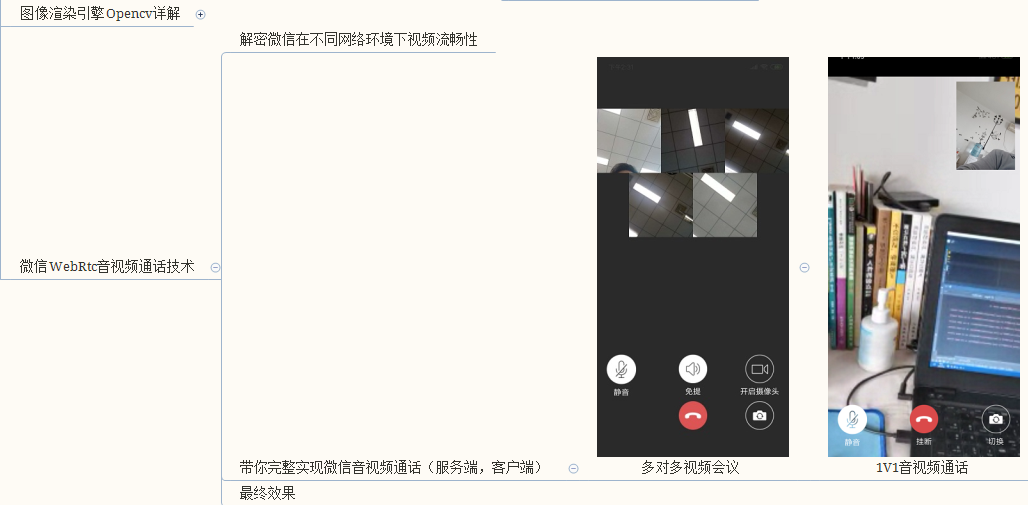 图像渲染引擎Opencv详解
解密微信在不同网络环境下视频流畅性
微信WebRtc音视频通话技术
静音
免提
开启摄像头
静音
挂断
切换
带你完整实现微信音视频通话（服务端，客户端）
多对多视频会议
1V1音视频通话
最终效果